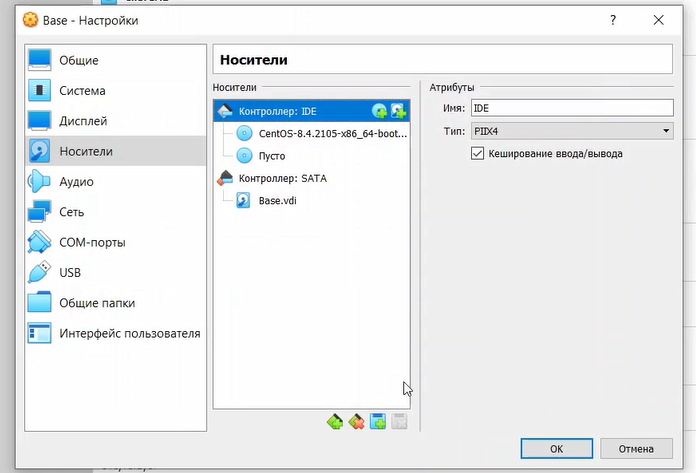 Base - Настройки
?
Общие
Система
Дисплей
Носители
Аудио
Сеть
COM-порты
USB
Общие папки
Интерфейс пользователя
Носители
Носители
Контроллер: IDE
CentOS-8.4.2105-x86_64-boot...
Пусто
Контроллер: SATA
Base.vdi
Атрибуты
Имя: IDE
Тип: PIIX4
Кеширование ввода/вывода
OK
Отмена